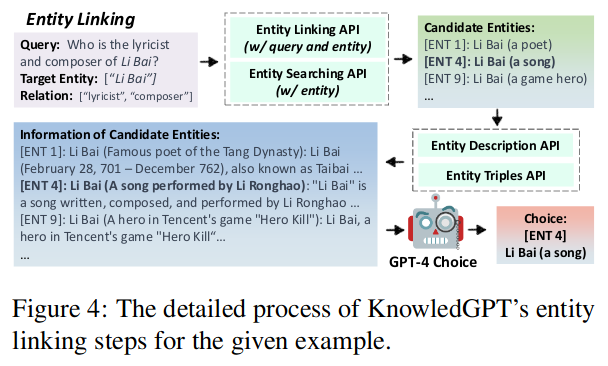 Entity Linking
Query: Who is the lyricist
and composer of Li Bai?
Target Entity: [“Li Bai”]
Relation: [“lyricist”, “composer”]
Entity Linking API
(w/ query and entity)
Entity Searching API
(w/ entity)
Candidate Entities:
[ENT 1]: Li Bai (a poet)
[ENT 4]: Li Bai (a song)
[ENT 9]: Li Bai (a game hero)
...
Entity Description API
Entity Triples API
Information of Candidate Entities:
[ENT 1]: Li Bai (Famous poet of the Tang Dynasty): Li Bai
(February 28, 701 – December 762), also known as Taibai ...
[ENT 4]: Li Bai (A song performed by Li Ronghao): "Li Bai" is
a song written, composed, and performed by Li Ronghao ...
[ENT 9]: Li Bai (A hero in Tencent's game "Hero Kill"): Li Bai, a
hero in Tencent's game "Hero Kill“...
...
GPT-4 Choice
Choice:
[ENT 4]
Li Bai (a song)
Figure 4: The detailed process of KnowledGPT’s entity
linking steps for the given example.